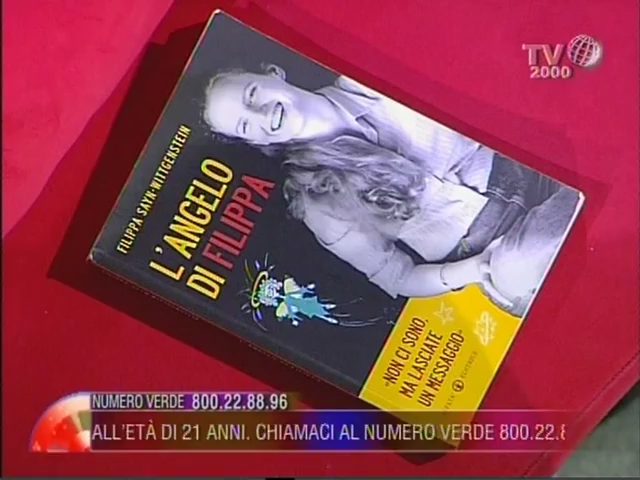 TV
2000
FILIPPA SAYN-WITTGENSTEIN
L'ANGELO
DI FILIPPA
«NON CI SONO.
MA LASCIATE
UN MESSAGGIO»
EDITRICE
NUMERO VERDE 800.22.88.96
ALL'ETÀ DI 21 ANNI. CHIAMACI AL NUMERO VERDE 800.22.8